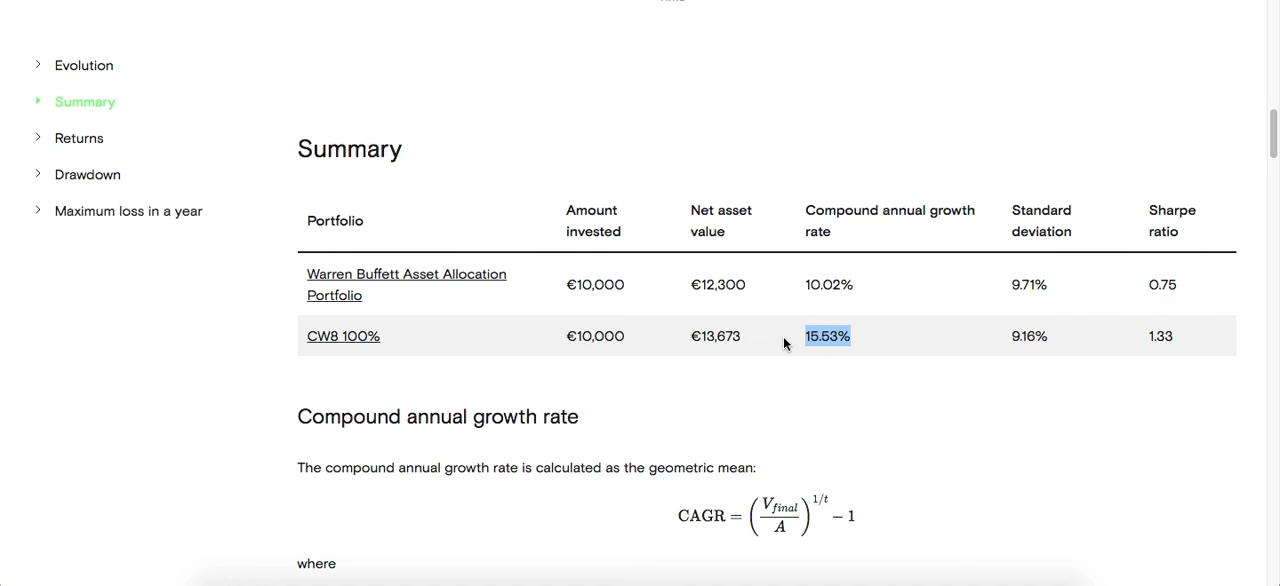 Evolution
Summary
Returns
Drawdown
Maximum loss in a year
Summary
Portfolio Amount invested Net asset value Compound annual growth rate Standard deviation Sharpe ratio
Warren Buffett Asset Allocation Portfolio €10,000 €12,300 10.02% 9.71% 0.75
CW8 100% €10,000 €13,673 15.53% 9.16% 1.33
Compound annual growth rate
The compound annual growth rate is calculated as the geometric mean:
CAGR = (V_final / A)^1/t − 1
where